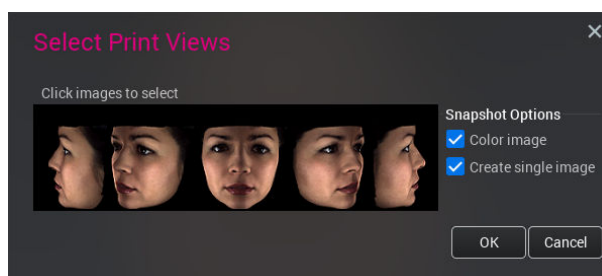 Select Print Views
Click images to select
Snapshot Options
Color image
Create single image
OK
Cancel